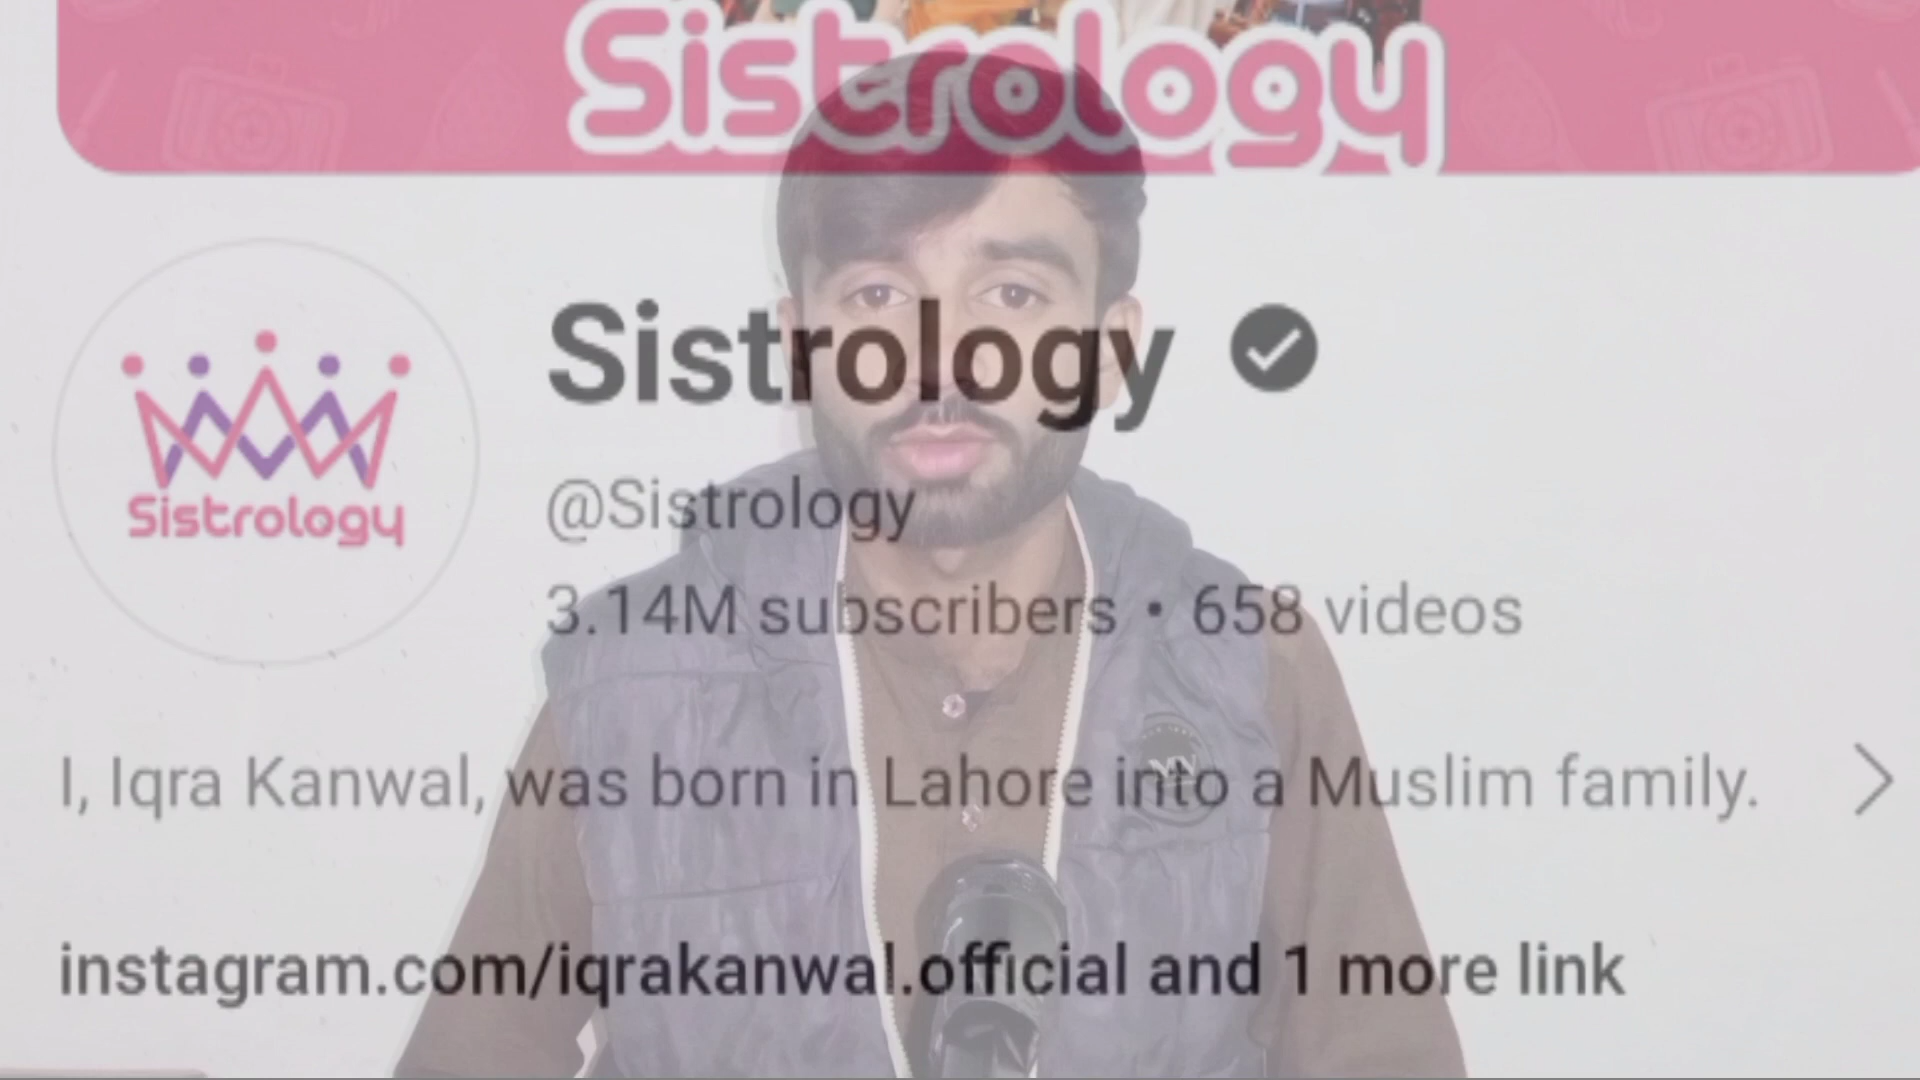 Sistrology
Sistrology
Sistrology
@Sistrology
3.14M subscribers • 658 videos
I, Iqra Kanwal, was born in Lahore into a Muslim family.
instagram.com/iqrakanwal.official and 1 more link